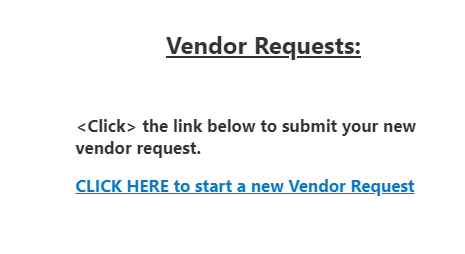 Vendor Requests:
<Click> the link below to submit your new
vendor request.
CLICK HERE to start a new Vendor Request